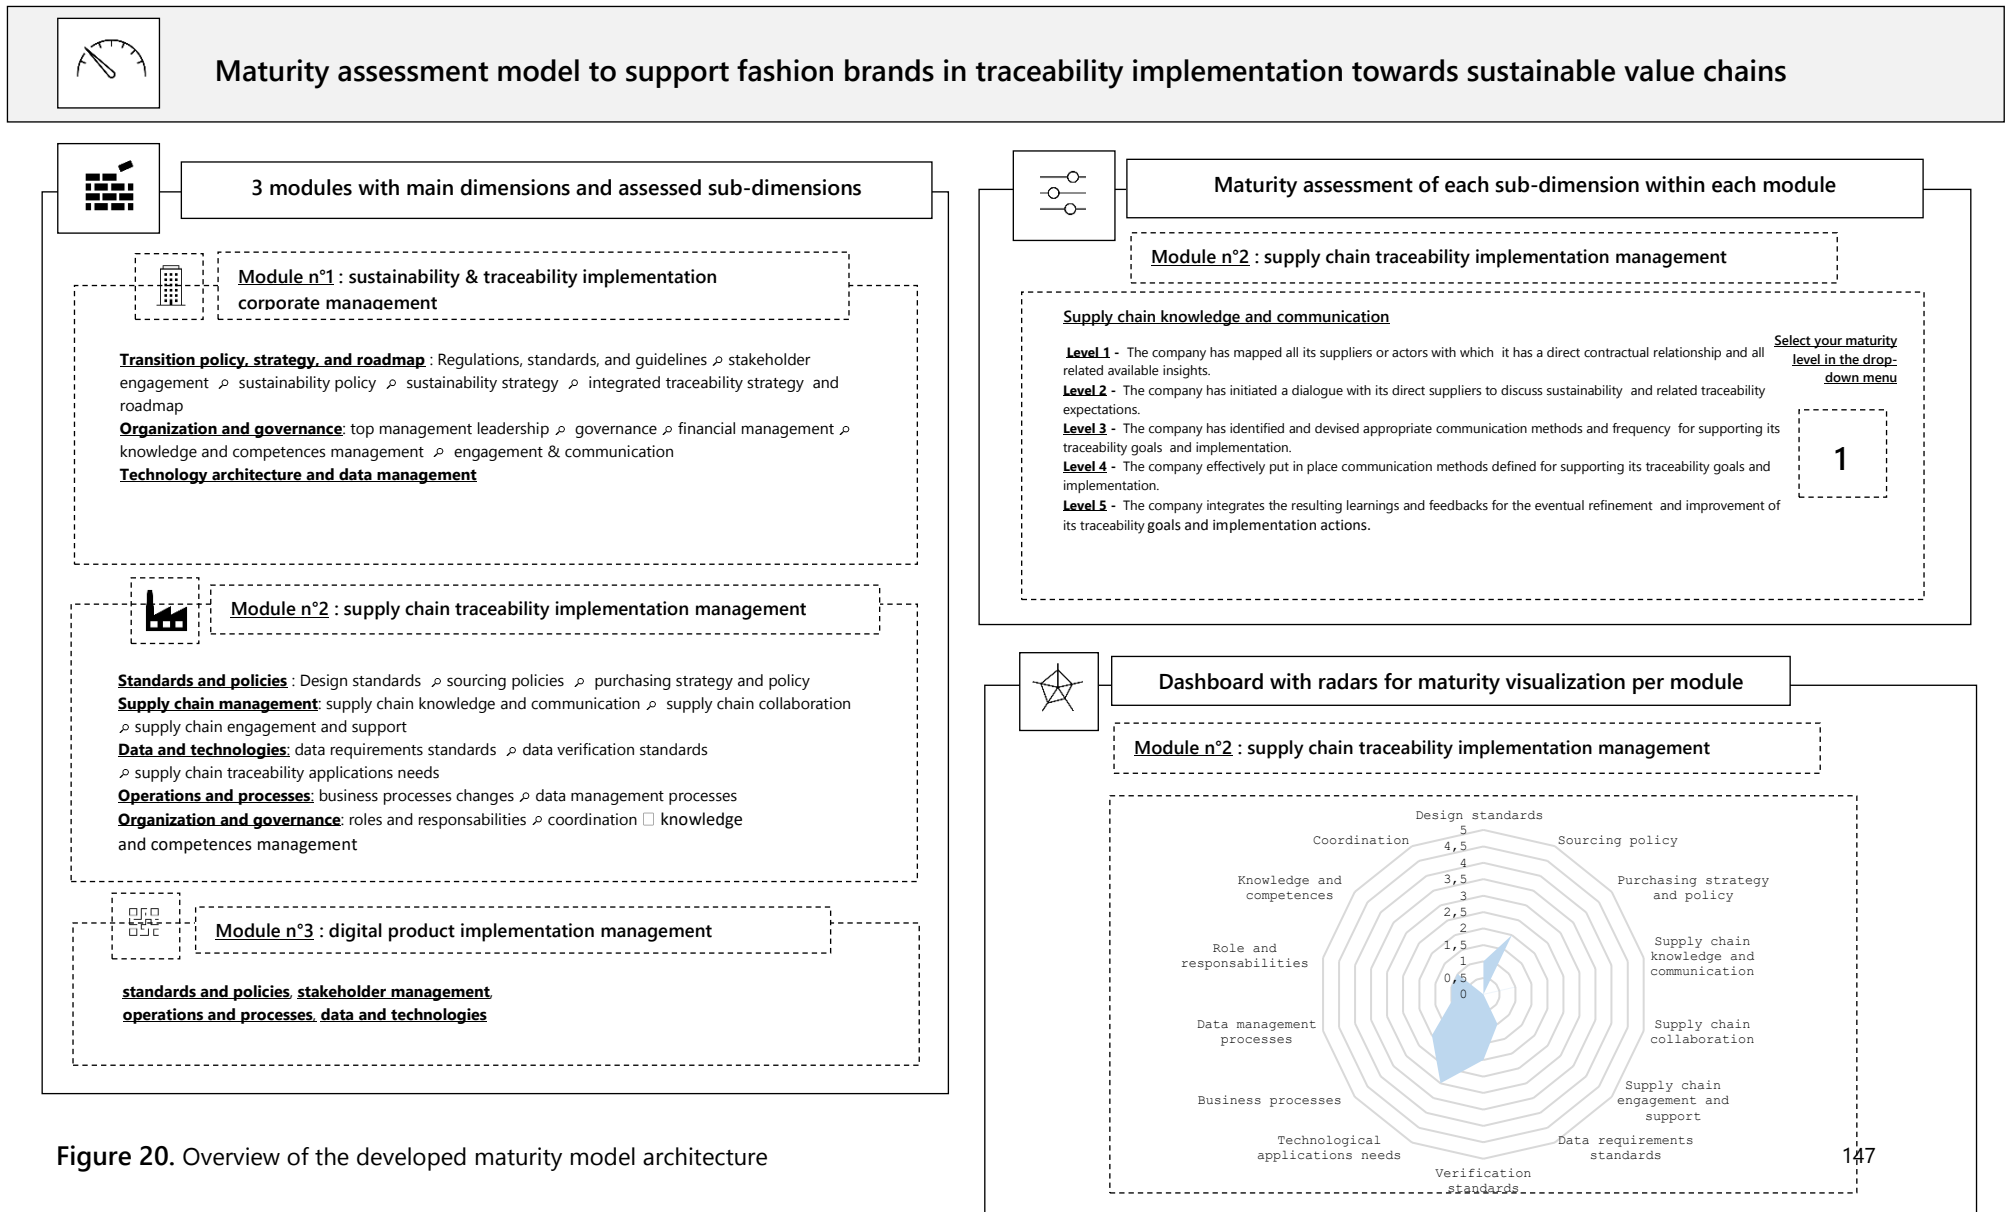 Maturity assessment model to support fashion brands in traceability implementation towards sustainable value chains
3 modules with main dimensions and assessed sub-dimensions
Module n°1 : sustainability & traceability implementation
corporate management
Transition policy, strategy, and roadmap : Regulations, standards, and guidelines ⌕ stakeholder
engagement ⌕ sustainability policy ⌕ sustainability strategy ⌕ integrated traceability strategy and
roadmap
Organization and governance: top management leadership ⌕ governance ⌕ financial management ⌕
knowledge and competences management ⌕ engagement & communication
Technology architecture and data management
Module n°2 : supply chain traceability implementation management
Standards and policies : Design standards ⌕ sourcing policies ⌕ purchasing strategy and policy
Supply chain management: supply chain knowledge and communication ⌕ supply chain collaboration
⌕ supply chain engagement and support
Data and technologies: data requirements standards ⌕ data verification standards
⌕ supply chain traceability applications needs
Operations and processes: business processes changes ⌕ data management processes
Organization and governance: roles and responsabilities ⌕ coordination □ knowledge
and competences management
Module n°3 : digital product implementation management
standards and policies, stakeholder management,
operations and processes, data and technologies
Figure 20. Overview of the developed maturity model architecture
Maturity assessment of each sub-dimension within each module
Module n°2 : supply chain traceability implementation management
Supply chain knowledge and communication
Level 1 - The company has mapped all its suppliers or actors with which it has a direct contractual relationship and all
related available insights.
Level 2 - The company has initiated a dialogue with its direct suppliers to discuss sustainability and related traceability
expectations.
Level 3 - The company has identified and devised appropriate communication methods and frequency for supporting its
traceability goals and implementation.
Level 4 - The company effectively put in place communication methods defined for supporting its traceability goals and
implementation.
Level 5 - The company integrates the resulting learnings and feedbacks for the eventual refinement and improvement of
its traceability goals and implementation actions.
Select your maturity
level in the drop-
down menu
1
Dashboard with radars for maturity visualization per module
Module n°2 : supply chain traceability implementation management
Design standards
Sourcing policy
Purchasing strategy
and policy
Supply chain
knowledge and
communication
Supply chain
collaboration
Supply chain
engagement and
support
Data requirements
standards
Verification
standards
Technological
applications needs
Business processes
Data management
processes
Role and
responsabilities
Knowledge and
competences
Coordination
5
4,5
4
3,5
3
2,5
2
1,5
1
0,5
0
147